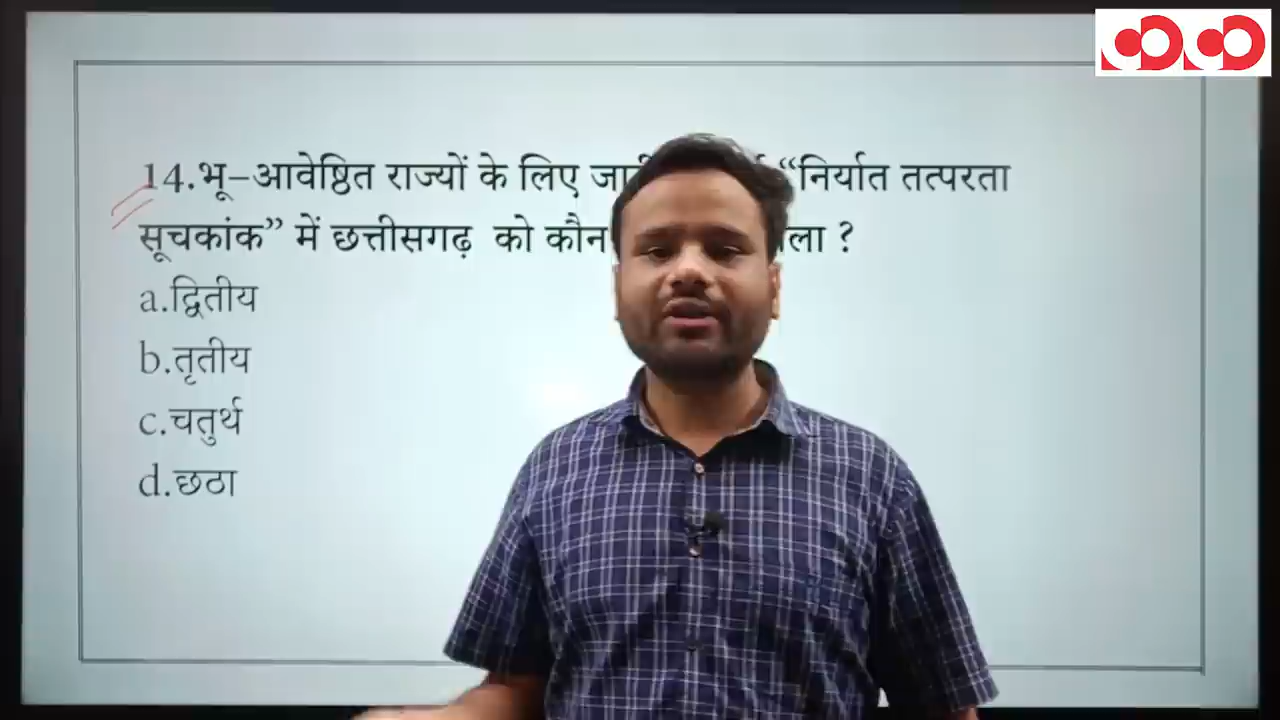 14.भू–आवेष्ठित राज्यों के लिए “निर्यात तत्परता
सूचकांक” में छत्तीसगढ़ को कौन ?
a.द्वितीय
b.तृतीय
c.चतुर्थ
d.छठा